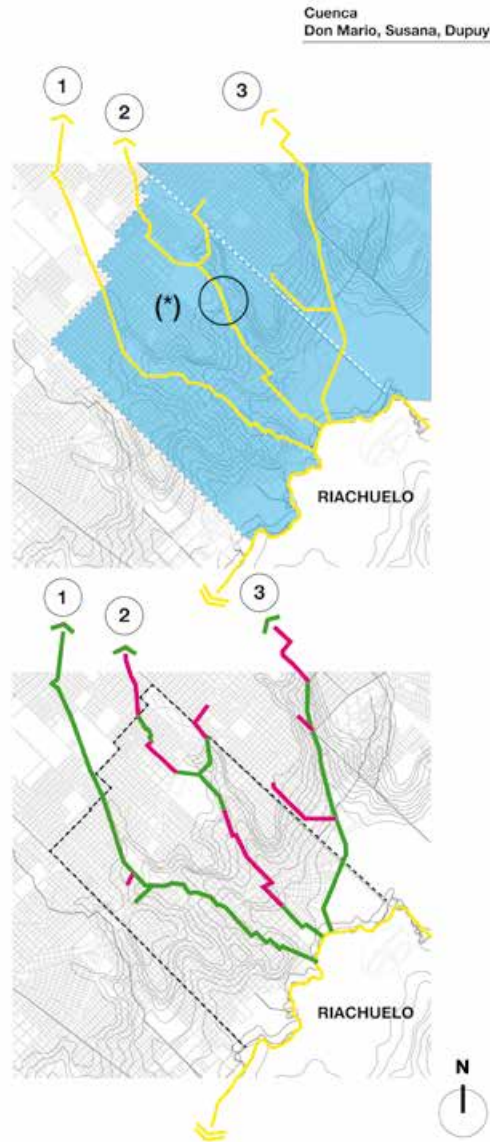 Cuenca
Don Mario, Susana, Dupuy
1
2
3
(*)
RIACHUELO
1
2
3
RIACHUELO
N